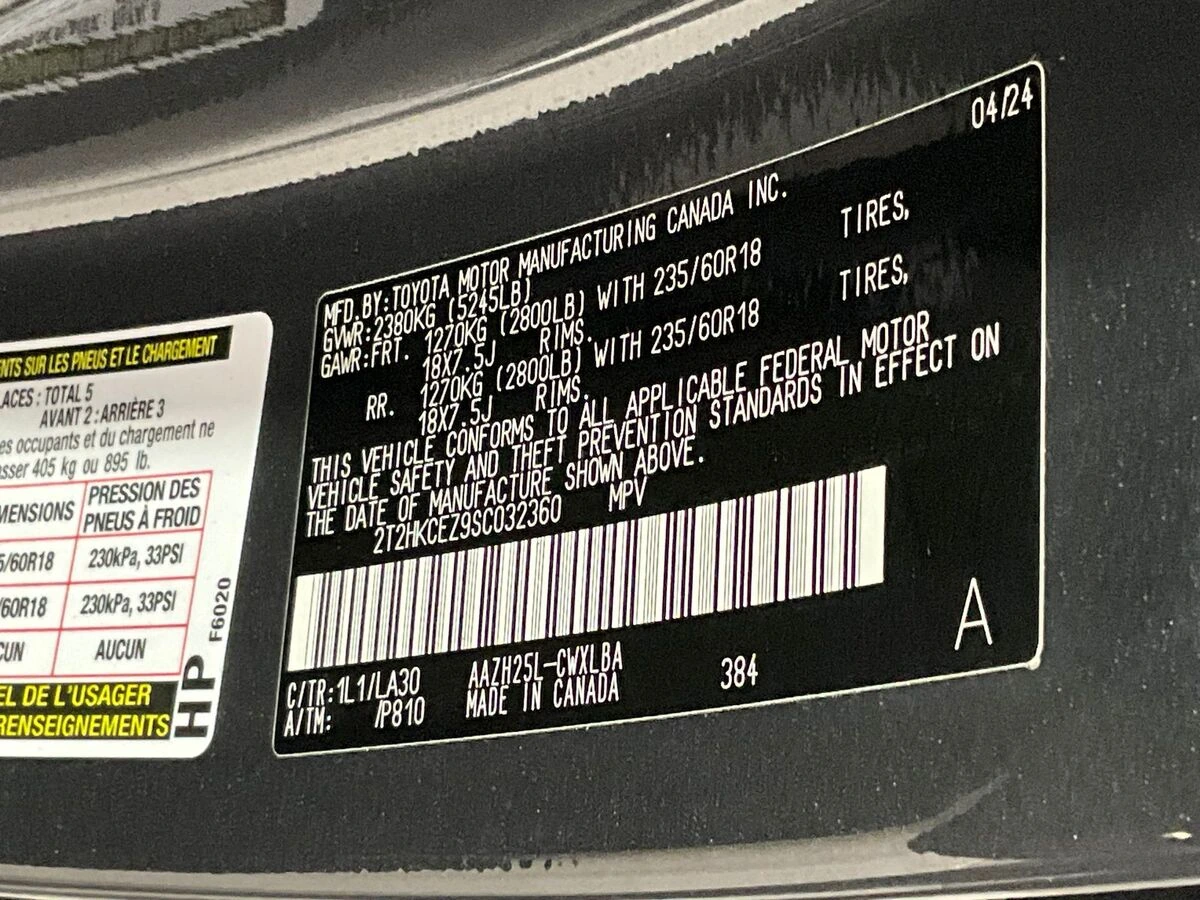 ENTS SUR LES PNEUS ET LE CHARGEMENT
LACES : TOTAL 5
AVANT 2 : ARRIÈRE 3
es occupants et du chargement ne
asser 405 kg ou 895 lb.
MENSIONS PRESSION DES PNEUS À FROID
5/60R18 230kPa, 33PSI
/60R18 230kPa, 33PSI
CUN AUCUN
EL DE L'USAGER
RENSEIGNEMENTS
HP F6020
04/24
MFD.BY:TOYOTA MOTOR MANUFACTURING CANADA INC.
GVWR:2380KG (5245LB)
GAWR:FRT. 1270KG (2800LB) WITH 235/60R18 TIRES,
18X7.5J RIMS.
RR. 1270KG (2800LB) WITH 235/60R18 TIRES,
18X7.5J RIMS.
THIS VEHICLE CONFORMS TO ALL APPLICABLE FEDERAL MOTOR
VEHICLE SAFETY AND THEFT PREVENTION STANDARDS IN EFFECT ON
THE DATE OF MANUFACTURE SHOWN ABOVE.
2T2HKCEZ9SC032360 MPV
C/TR:1L1/LA30 AAZH25L-CWXLBA 384
A/TM: /P810 MADE IN CANADA
A